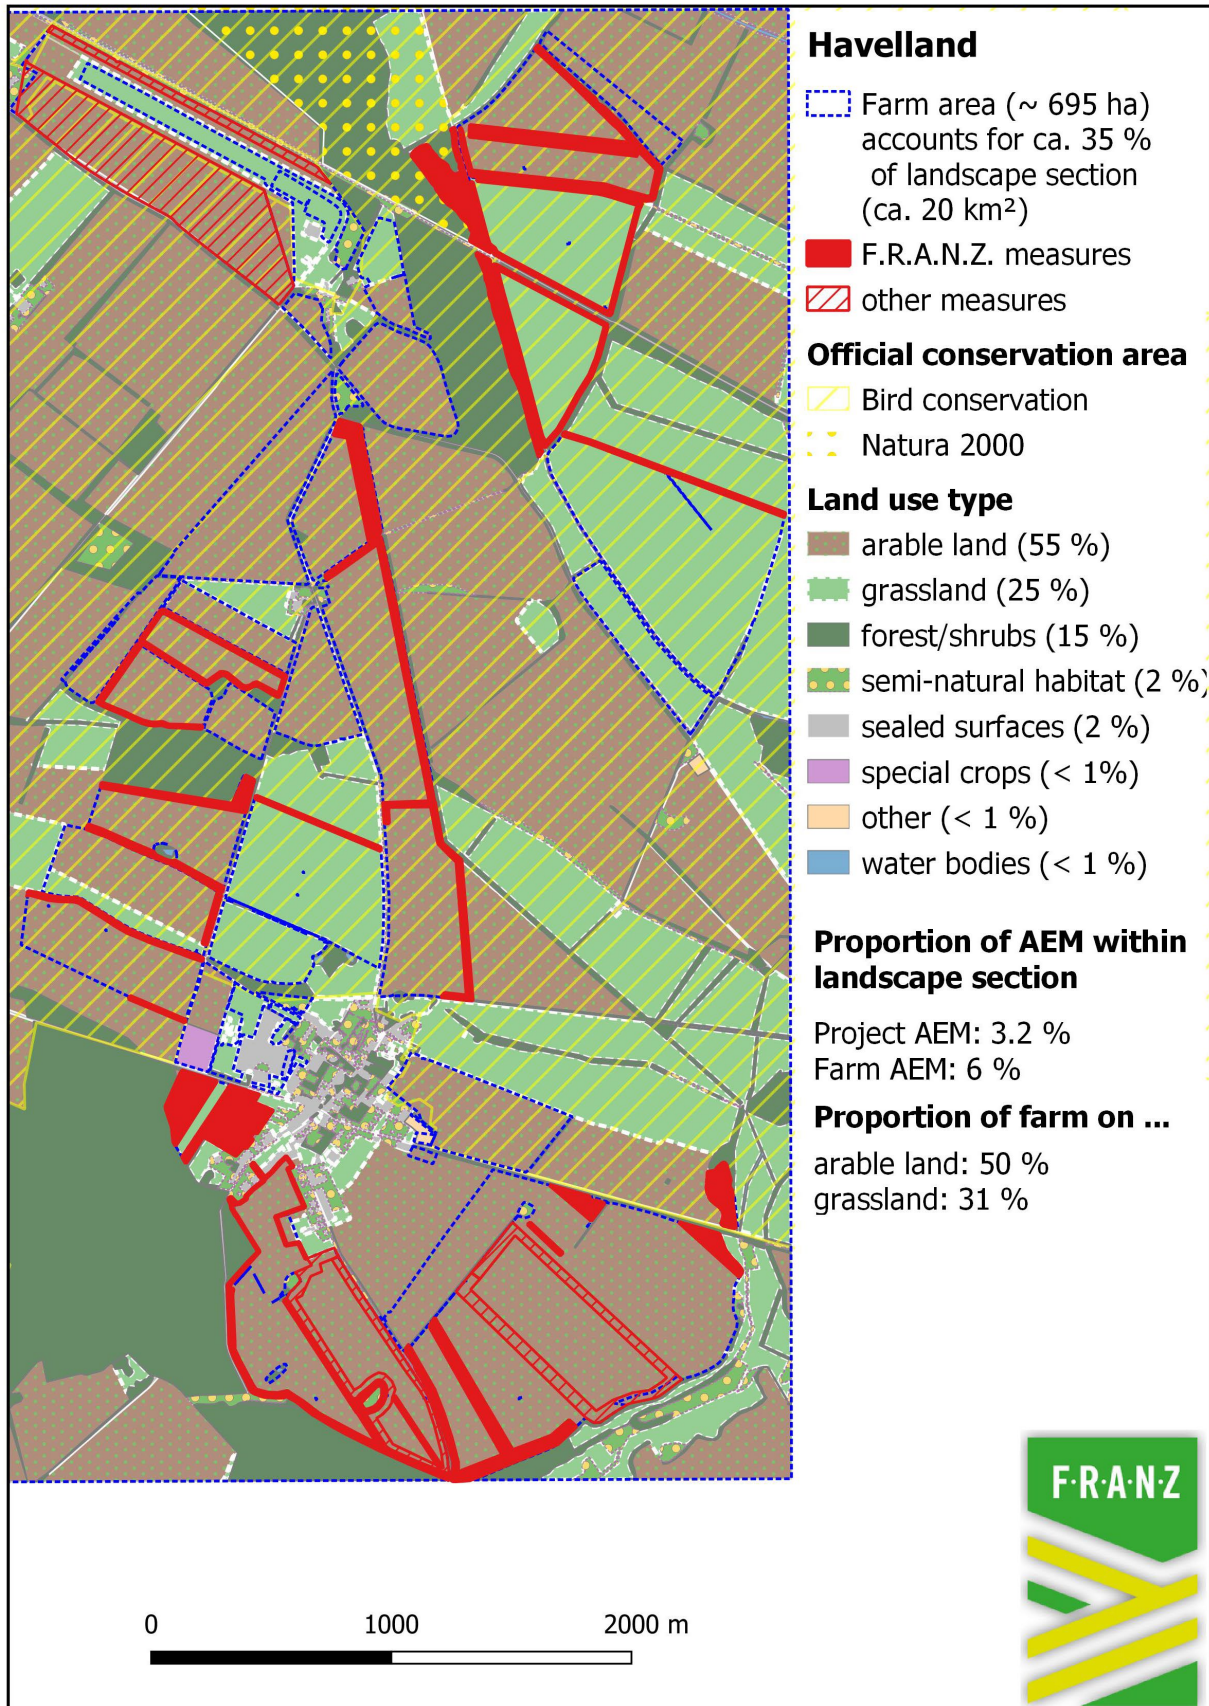 Havelland
Farm area (~ 695 ha)
accounts for ca. 35 %
of landscape section
(ca. 20 km²)
F.R.A.N.Z. measures
other measures
Official conservation area
Bird conservation
Natura 2000
Land use type
arable land (55 %)
grassland (25 %)
forest/shrubs (15 %)
semi-natural habitat (2 %)
sealed surfaces (2 %)
special crops (< 1%)
other (< 1 %)
water bodies (< 1 %)
Proportion of AEM within
landscape section
Project AEM: 3.2 %
Farm AEM: 6 %
Proportion of farm on ...
arable land: 50 %
grassland: 31 %
F·R·A·N·Z
0 1000 2000 m